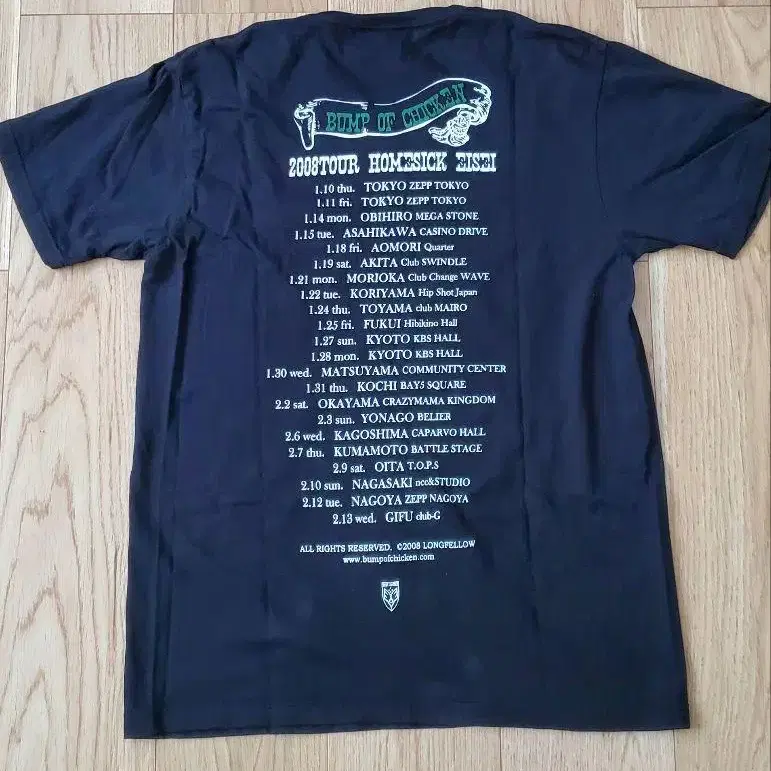 BUMP OF CHICKEN
2008TOUR HOMESICK EISEI
1.10 thu. TOKYO ZEPP TOKYO
1.11 fri. TOKYO ZEPP TOKYO
1.14 mon. OBIHIRO MEGA STONE
1.15 tue. ASAHIKAWA CASINO DRIVE
1.18 fri. AOMORI Quarter
1.19 sat. AKITA Club SWINDLE
1.21 mon. MORIOKA Club Change WAVE
1.22 tue. KORIYAMA Hip Shot Japan
1.24 thu. TOYAMA club MAIRO
1.25 fri. FUKUI Hibikino Hall
1.27 sun. KYOTO KBS HALL
1.28 mon. KYOTO KBS HALL
1.30 wed. MATSUYAMA COMMUNITY CENTER
1.31 thu. KOCHI BAY5 SQUARE
2.2 sat. OKAYAMA CRAZYMAMA KINGDOM
2.3 sun. YONAGO BELIER
2.6 wed. KAGOSHIMA CAPARVO HALL
2.7 thu. KUMAMOTO BATTLE STAGE
2.9 sat. OITA T.O.P.S
2.10 sun. NAGASAKI ncc&STUDIO
2.12 tue. NAGOYA ZEPP NAGOYA
2.13 wed. GIFU club-G
ALL RIGHTS RESERVED. ©2008 LONGFELLOW
www.bumpofchicken.com